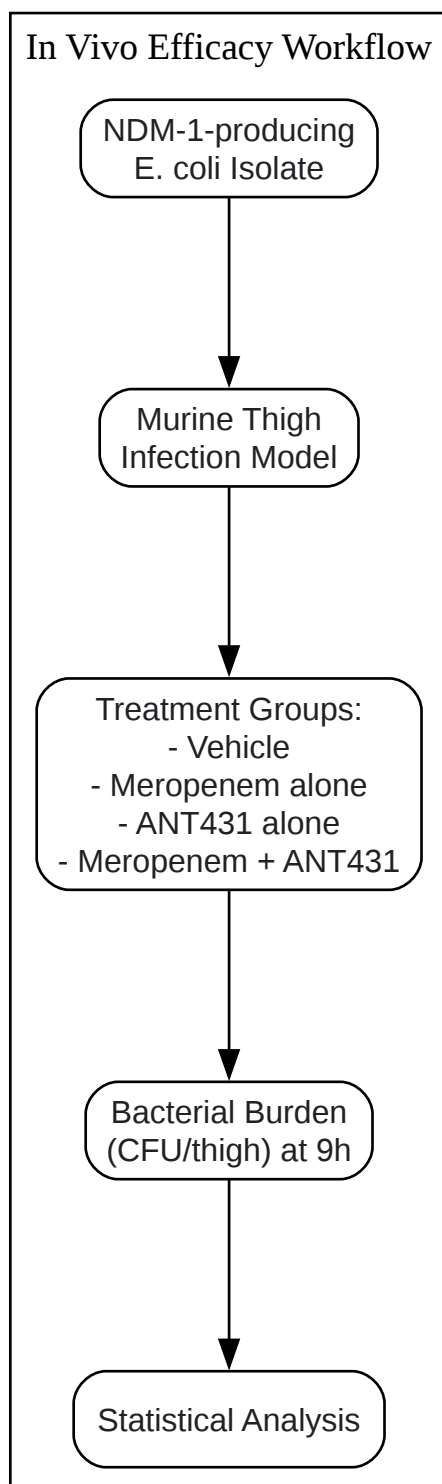 In Vivo Efficacy Workflow
NDM-1-producing
E. coli Isolate
Murine Thigh
Infection Model
Treatment Groups:
- Vehicle
- Meropenem alone
- ANT431 alone
- Meropenem + ANT431
Bacterial Burden
(CFU/thigh) at 9h
Statistical Analysis